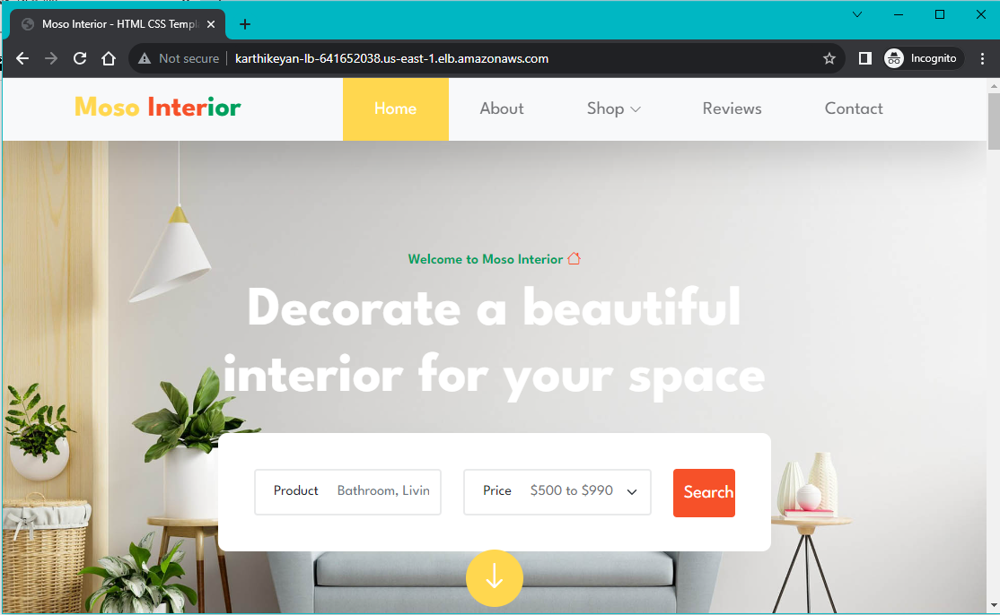 Moso Interior - HTML CSS Templ
Not secure
karthikeyan-lb-641652038.us-east-1.elb.amazonaws.com
Incognito
Moso Interior
Home
About
Shop
Reviews
Contact
Welcome to Moso Interior
Decorate a beautiful
interior for your space
Product
Bathroom, Livin
Price
$500 to $990
Search